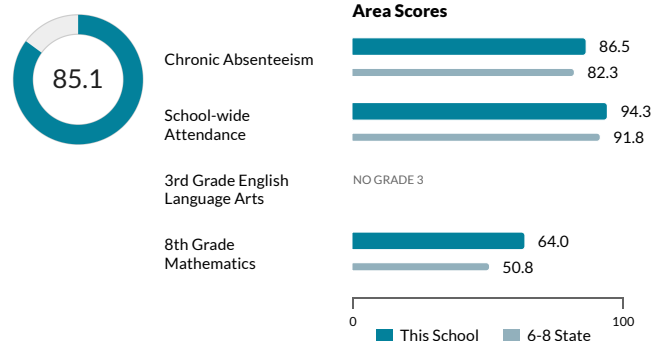 Area Scores
85.1
Chronic Absenteeism
86.5
82.3
School-wide
Attendance
94.3
91.8
3rd Grade English
Language Arts
NO GRADE 3
8th Grade
Mathematics
64.0
50.8
0
100
This School
6-8 State